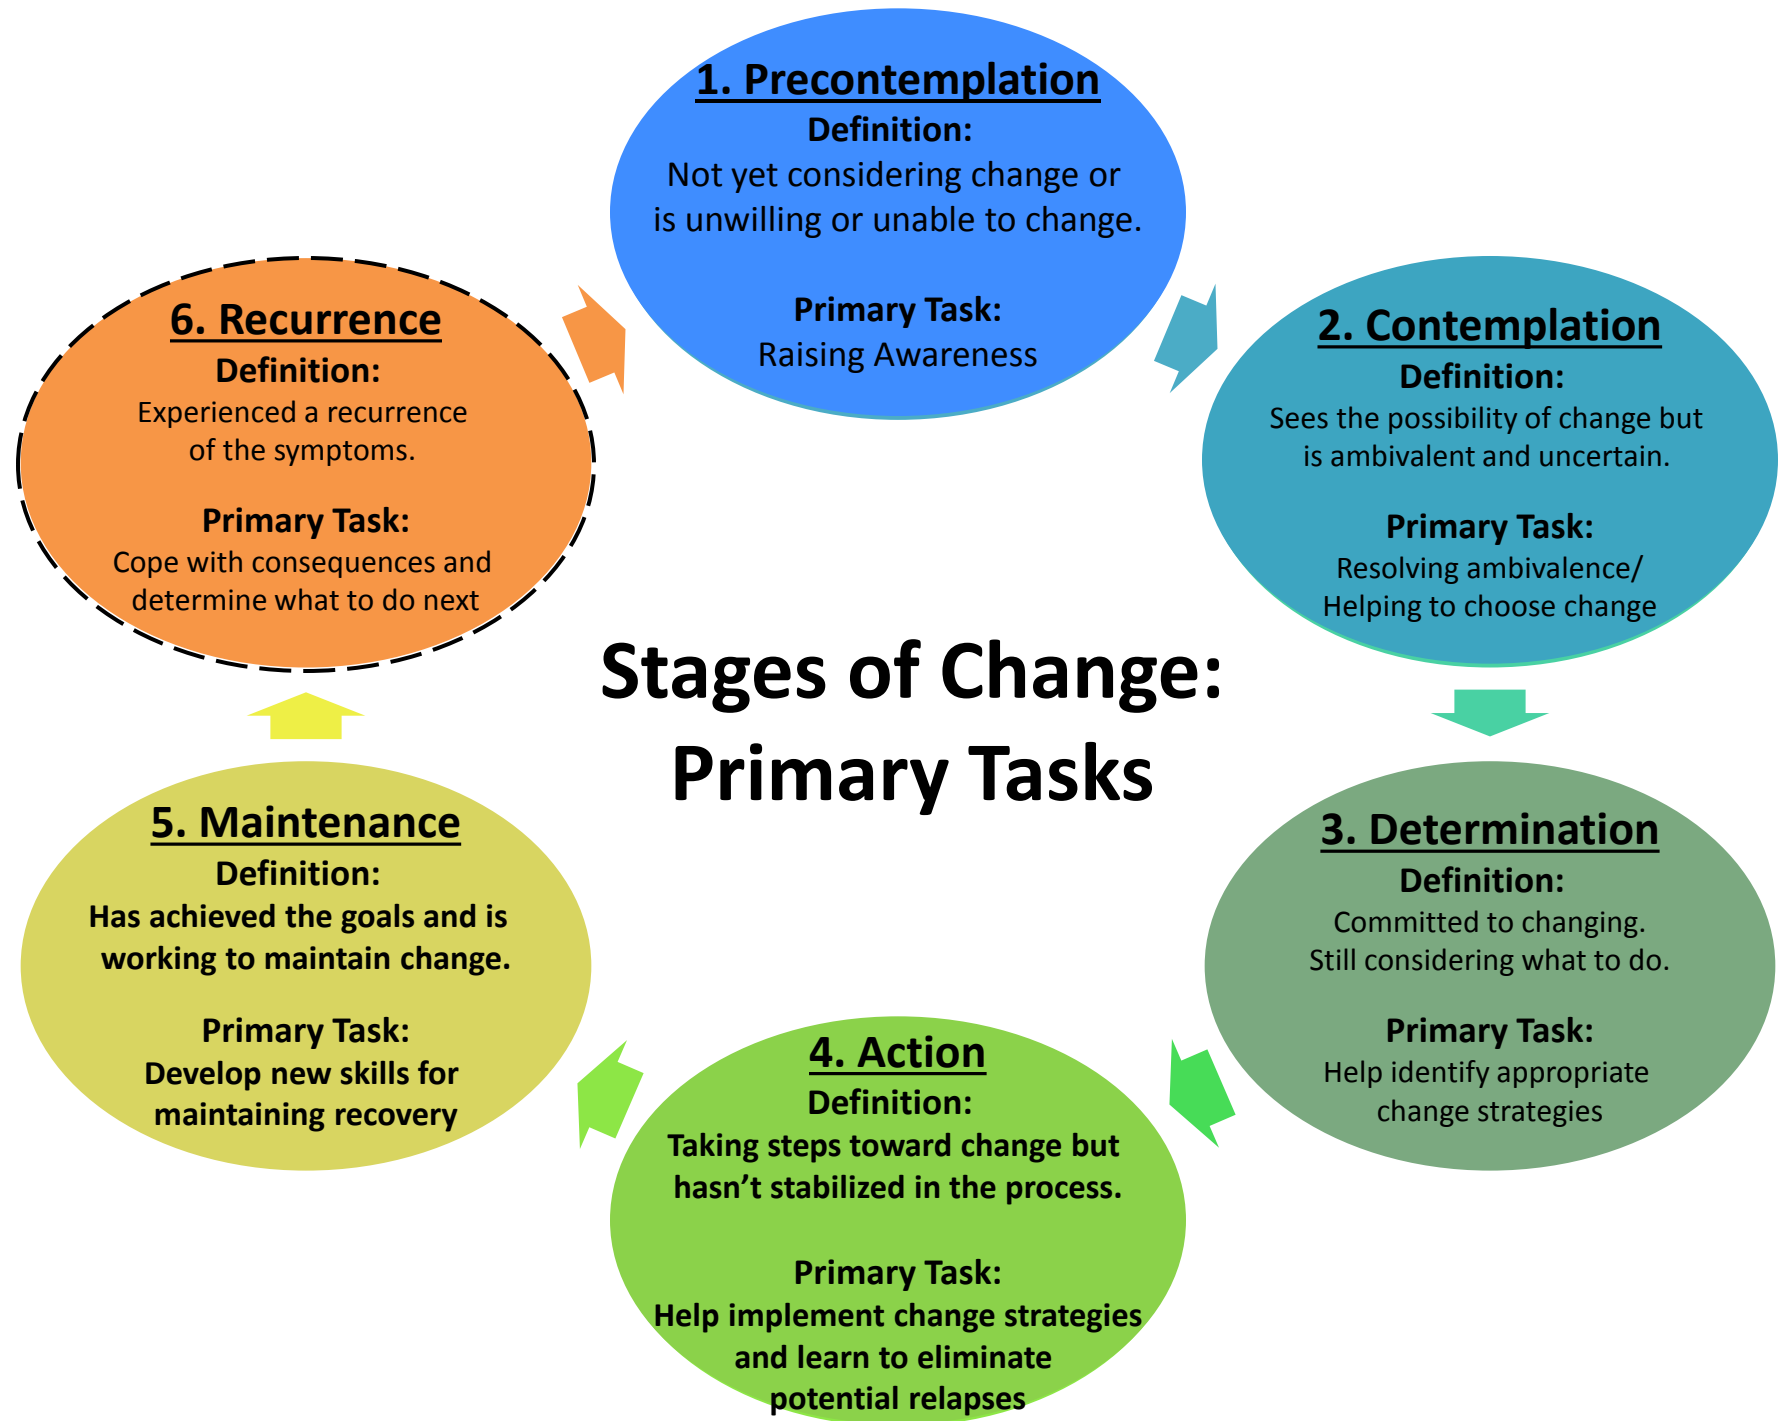 1. Precontemplation
Definition:
Not yet considering change or
is unwilling or unable to change.
Primary Task:
Raising Awareness
2. Contemplation
Definition:
Sees the possibility of change but
is ambivalent and uncertain.
Primary Task:
Resolving ambivalence/
Helping to choose change
3. Determination
Definition:
Committed to changing.
Still considering what to do.
Primary Task:
Help identify appropriate
change strategies
4. Action
Definition:
Taking steps toward change but
hasn’t stabilized in the process.
Primary Task:
Help implement change strategies
and learn to eliminate
potential relapses
5. Maintenance
Definition:
Has achieved the goals and is
working to maintain change.
Primary Task:
Develop new skills for
maintaining recovery
6. Recurrence
Definition:
Experienced a recurrence
of the symptoms.
Primary Task:
Cope with consequences and
determine what to do next
Stages of Change:
Primary Tasks